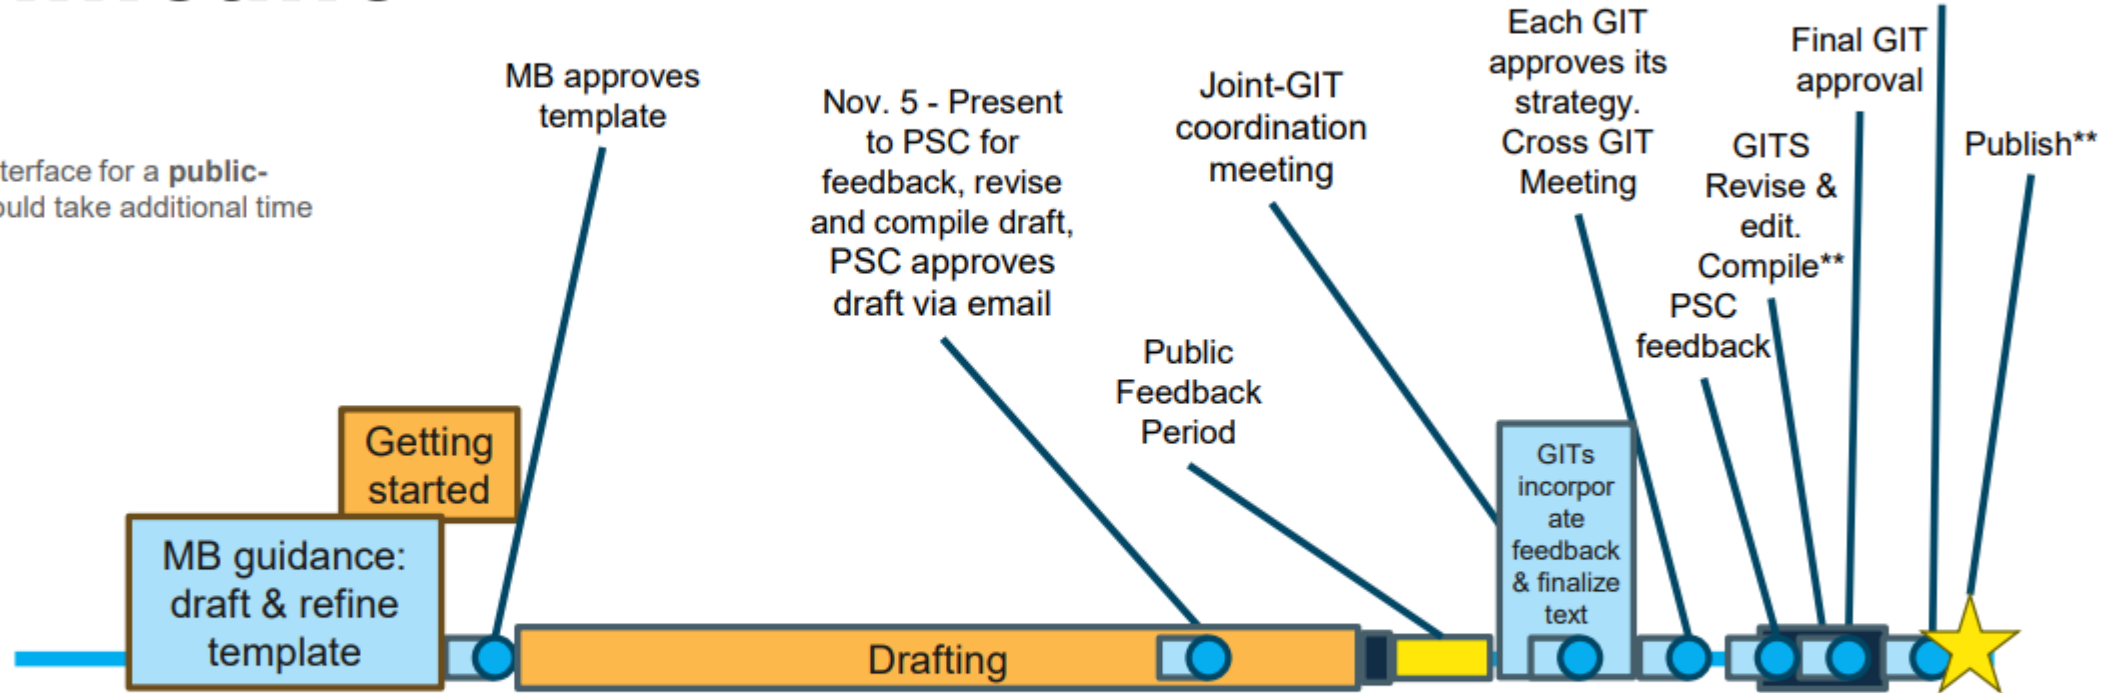 MB approves
template
terface for a public-
ould take additional time
Nov. 5 - Present
to PSC for
feedback, revise
and compile draft,
PSC approves
draft via email
Public
Feedback
Period
Joint-GIT
coordination
meeting
Each GIT
approves its
strategy.
Cross GIT
Meeting
PSC
feedback
GITS
Revise &
edit.
Compile**
Final GIT
approval
Publish**
Getting
started
MB guidance:
draft & refine
template
Drafting
GITs
incorpor
ate
feedback
& finalize
text